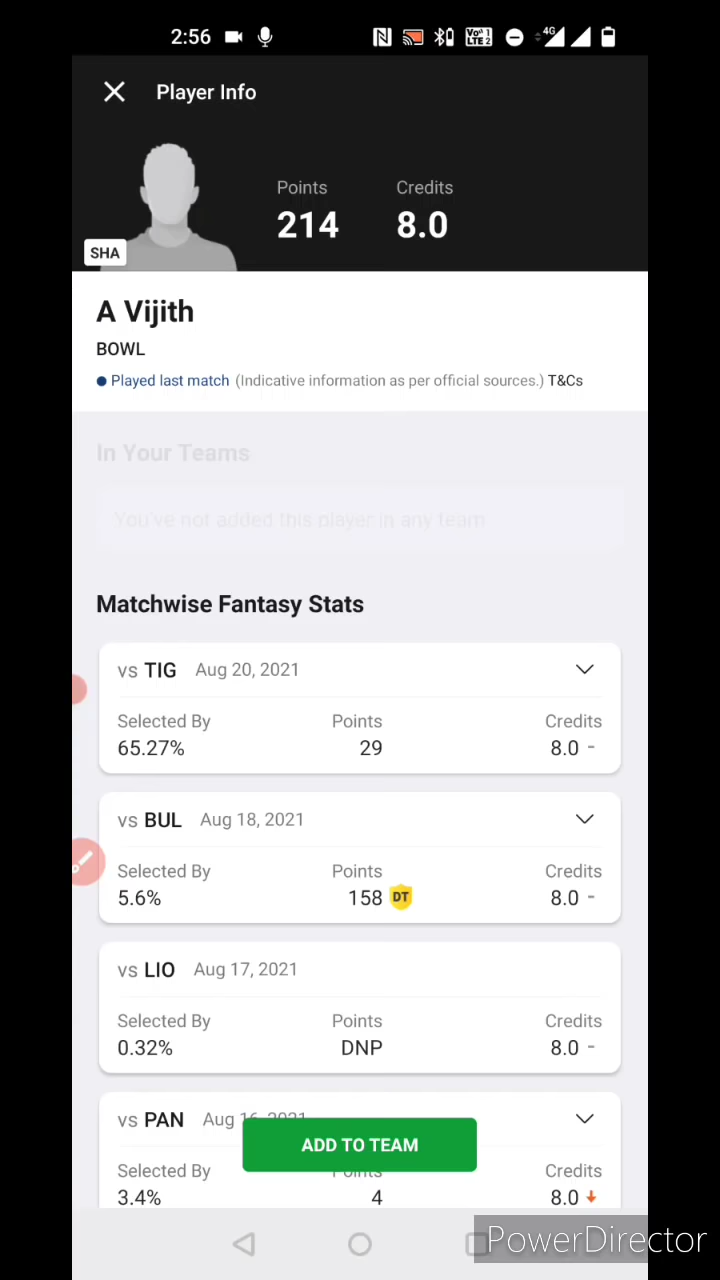 2:56
VoD 1
LTE 2
4G
Player Info
Points Credits
214 8.0
SHA
A Vijith
BOWL
Played last match (Indicative information as per official sources.) T&Cs
In Your Teams
You've not added this player in any team
Matchwise Fantasy Stats
vs TIG Aug 20, 2021
Selected By Points Credits
65.27% 29 8.0 -
vs BUL Aug 18, 2021
Selected By Points Credits
5.6% 158 DT 8.0 -
vs LIO Aug 17, 2021
Selected By Points Credits
0.32% DNP 8.0 -
vs PAN Aug 16, 2021
ADD TO TEAM
Selected By Points Credits
3.4% 4 8.0
PowerDirector